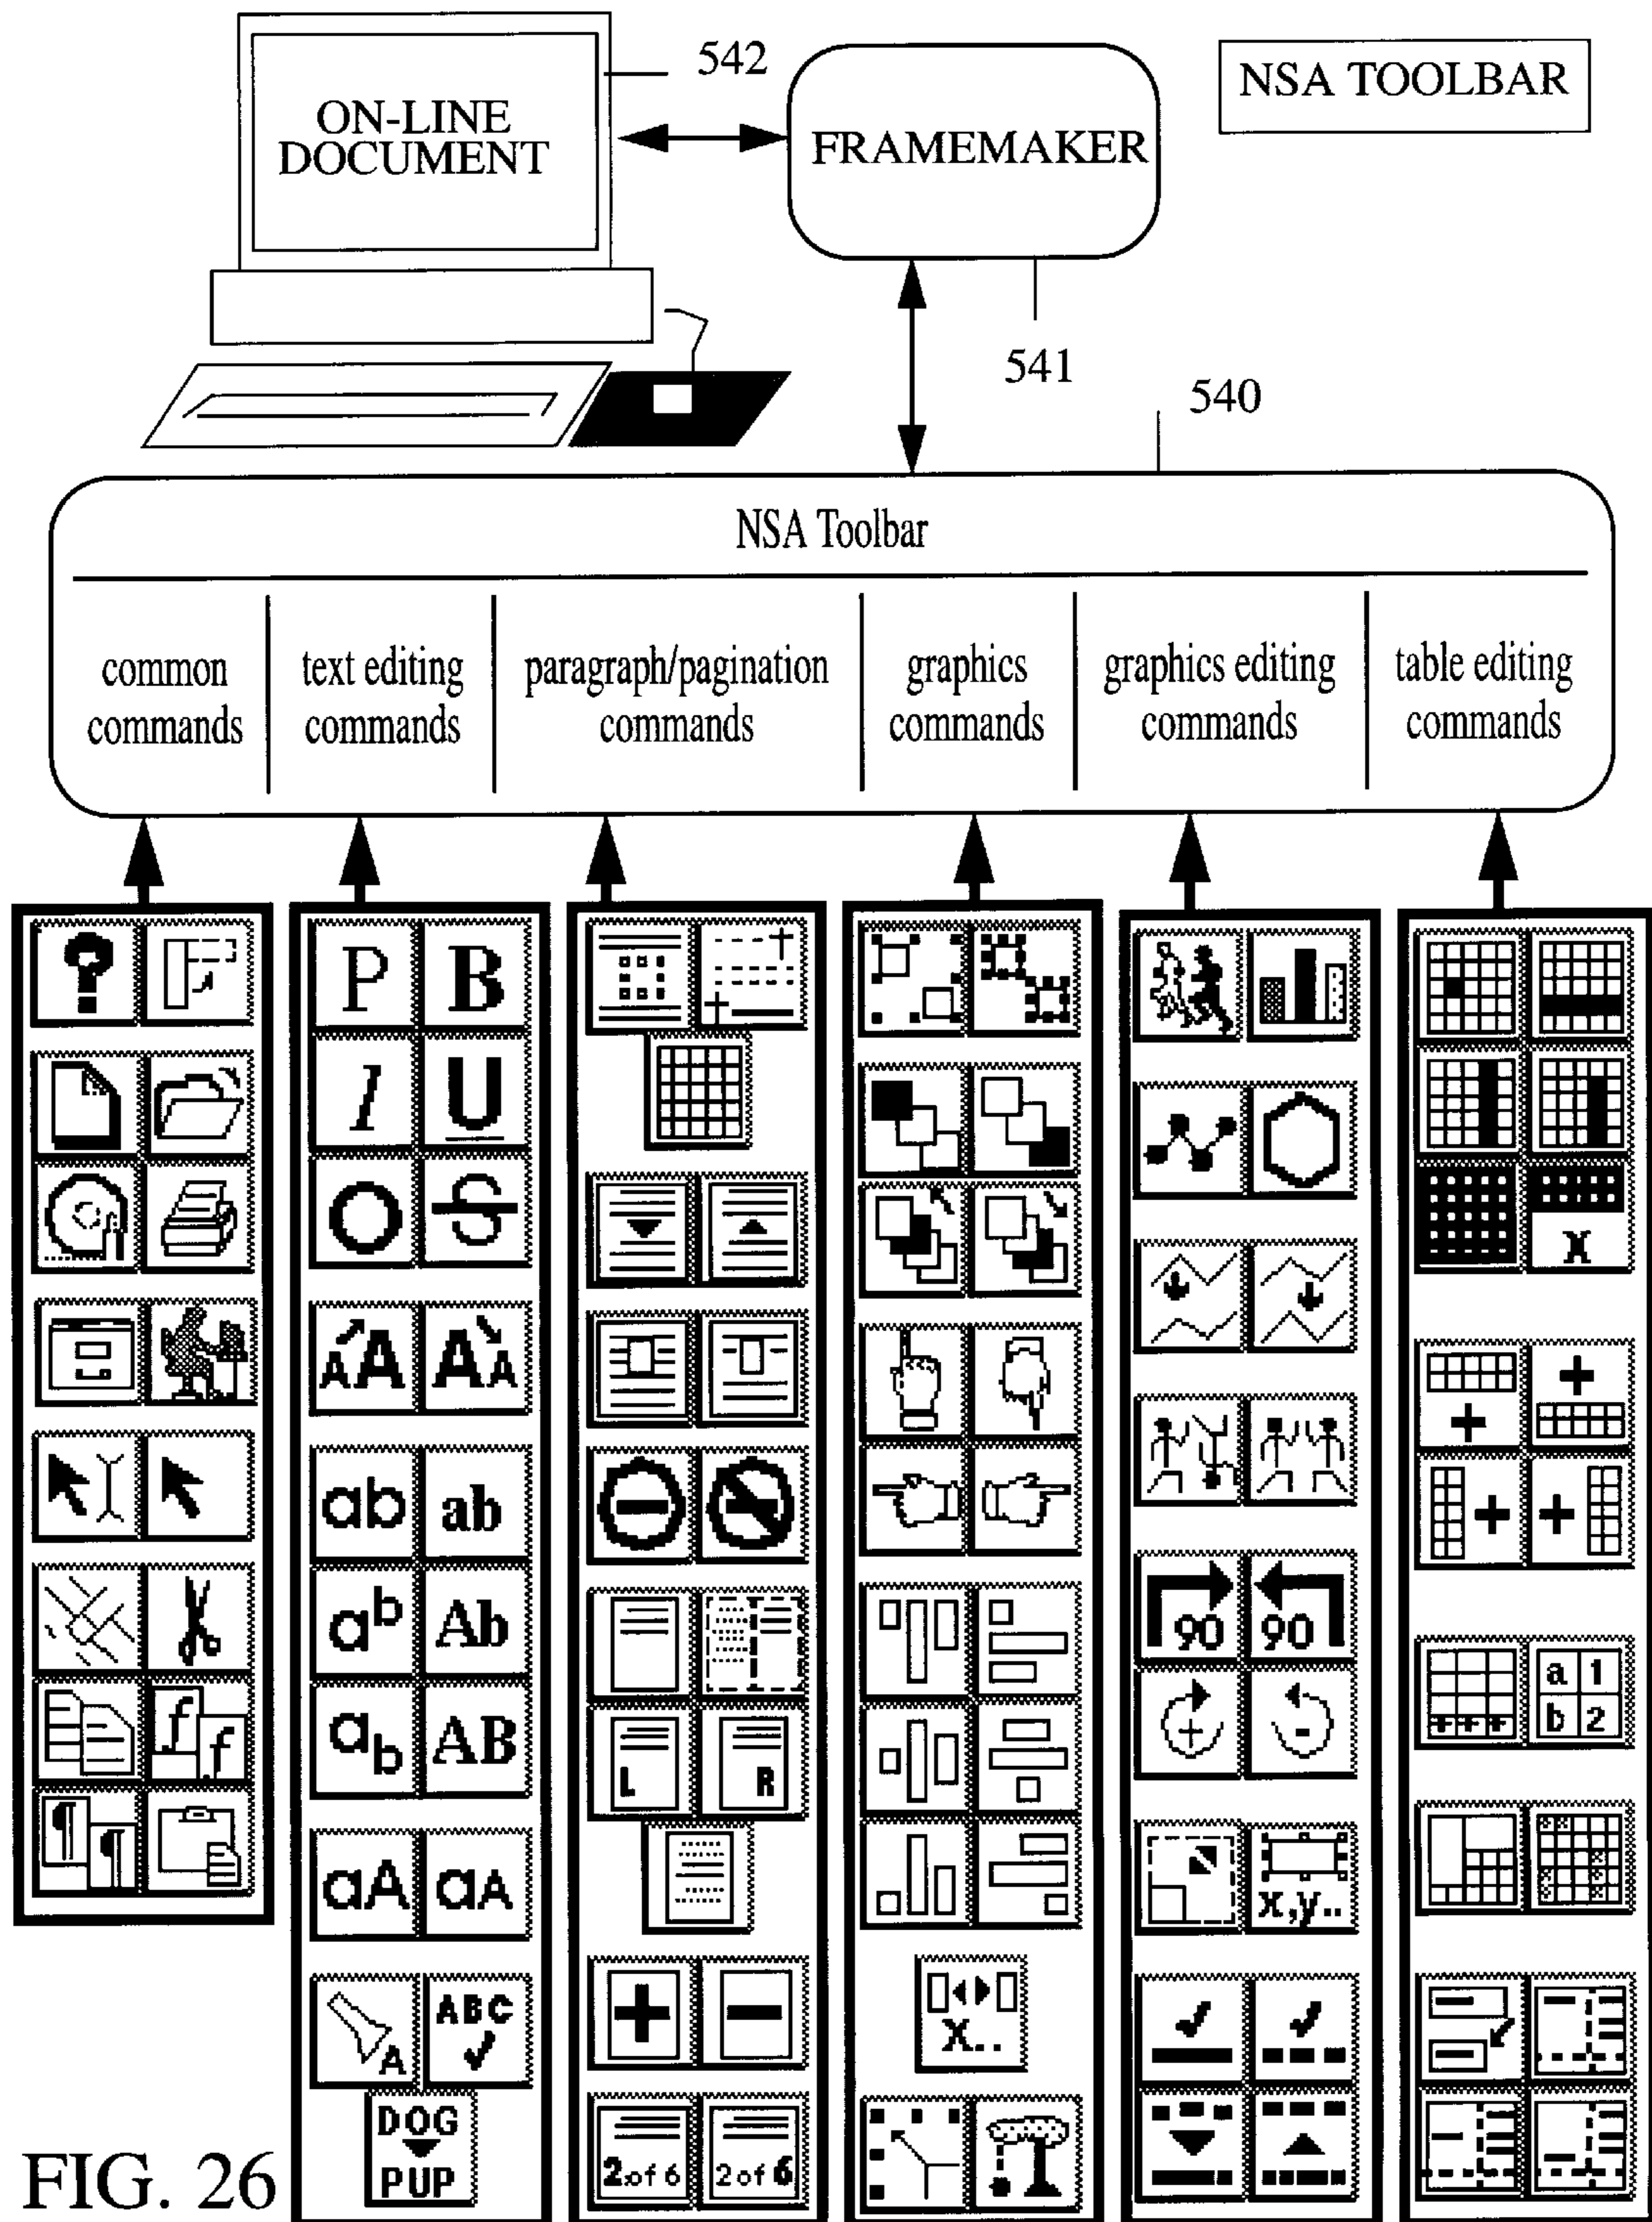 542
NSA TOOLBAR
ON-LINE
DOCUMENT
FRAMEMAKER
541
540
NSA Toolbar
common
commands
text editing
commands
paragraph/pagination
commands
graphics
commands
graphics editing
commands
table editing
commands
?
P B
I U
O S
A A A A
ab ab
ab Ab
ab AB
aA aA
A
ABC
DOG
PUP
L R
2 of 6 2 of 6
f f
¶ ¶
X..
90 90
+ -
x,y..
X
a 1
b 2
FIG. 26